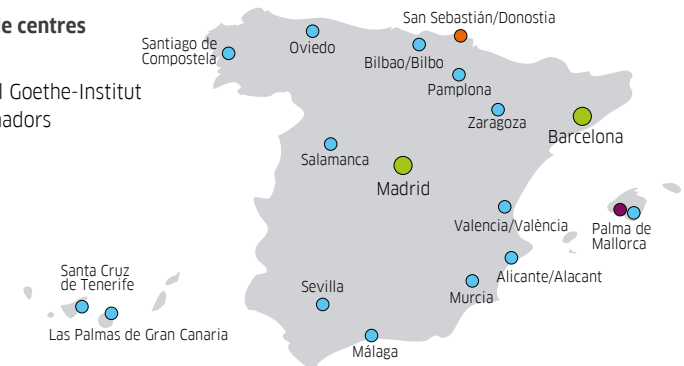 de centres
Goethe-Institut
San Sebastián/Donostia
Santiago de
Compostela
Oviedo
Bilbao/Bilbo
Pamplona
Zaragoza
Barcelona
Salamanca
Madrid
Valencia/València
Palma de
Mallorca
Alicante/Alacant
Murcia
Santa Cruz
de Tenerife
Sevilla
Las Palmas de Gran Canaria
Málaga